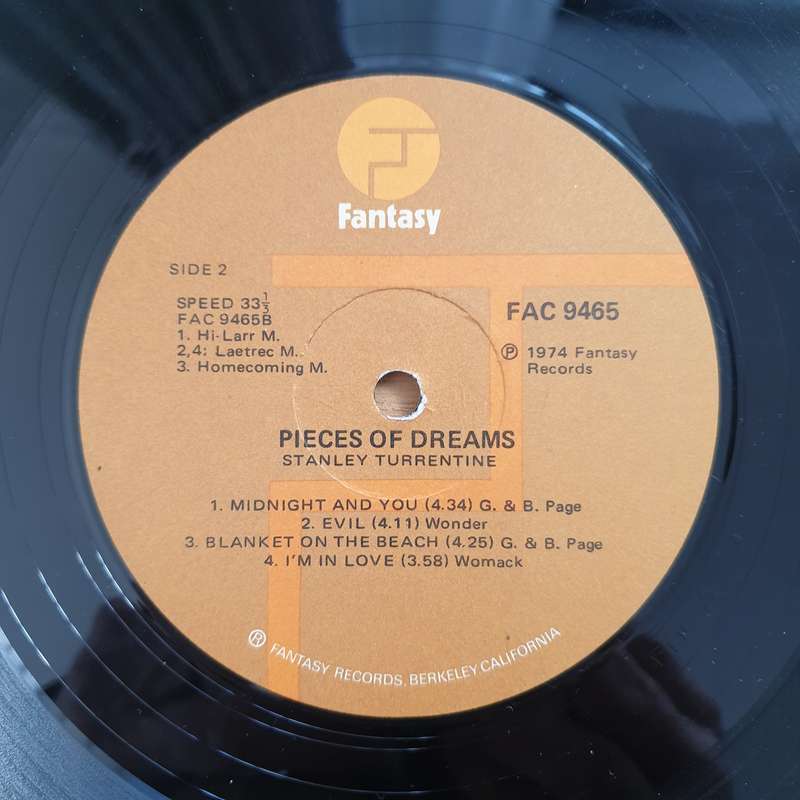 Fantasy
SIDE 2
SPEED 33⅓
FAC 9465B
1. Hi-Larr M.
2,4: Laetrec M.
3. Homecoming M.
FAC 9465
Ⓟ 1974 Fantasy
Records
PIECES OF DREAMS
STANLEY TURRENTINE
1. MIDNIGHT AND YOU (4.34) G. & B. Page
2. EVIL (4.11) Wonder
3. BLANKET ON THE BEACH (4.25) G. & B. Page
4. I'M IN LOVE (3.58) Womack
® FANTASY RECORDS, BERKELEY, CALIFORNIA